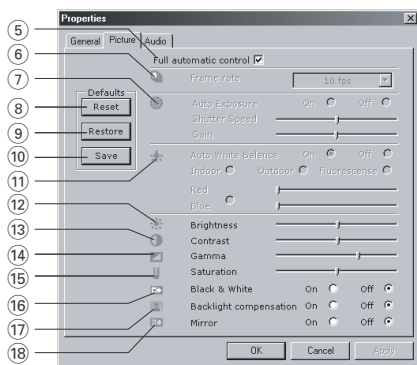 Properties
General Picture Audio
⑤ Full automatic control
⑥ Frame rate 10 fps
Defaults
⑦ Auto Exposure On Off
⑧ Reset Shutter Speed
⑨ Restore Gain
⑩ Save
⑪ Auto White Balance On Off
Indoor Outdoor Fluorescense
Red
Blue
⑫ Brightness
⑬ Contrast
⑭ Gamma
⑮ Saturation
⑯ Black & White On Off
⑰ Backlight compensation On Off
⑱ Mirror On Off
OK Cancel Apply